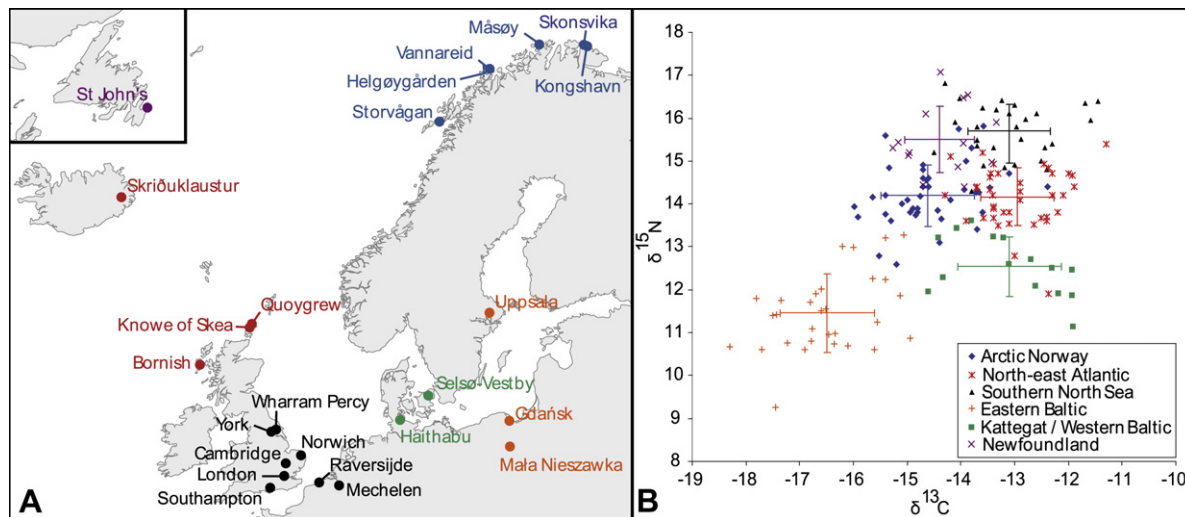 St John's
Skriðuklaustur
Måsøy
Skonsvika
Vannareid
Helgøygården
Kongshavn
Storvågan
Quoygrew
Knowe of Skea
Bornish
Uppsala
Selsø-Vestby
Haithabu
Gdańsk
Mała Nieszawka
Wharram Percy
York
Norwich
Cambridge
Raversijde
London
Southampton
Mechelen
A
18
17
16
15
14
13
12
11
10
9
8
δ¹⁵N
-19 -18 -17 -16 -15 -14 -13 -12 -11 -10
δ¹³C
Arctic Norway
North-east Atlantic
Southern North Sea
Eastern Baltic
Kattegat / Western Baltic
Newfoundland
B